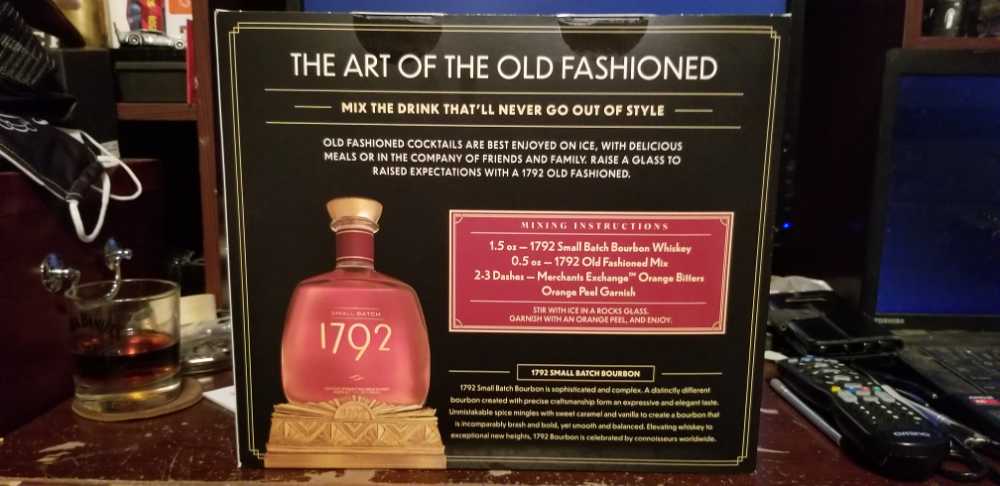 THE ART OF THE OLD FASHIONED
MIX THE DRINK THAT'LL NEVER GO OUT OF STYLE
OLD FASHIONED COCKTAILS ARE BEST ENJOYED ON ICE, WITH DELICIOUS
MEALS OR IN THE COMPANY OF FRIENDS AND FAMILY. RAISE A GLASS TO
RAISED EXPECTATIONS WITH A 1792 OLD FASHIONED.
MIXING INSTRUCTIONS
1.5 oz — 1792 Small Batch Bourbon Whiskey
0.5 oz — 1792 Old Fashioned Mix
2-3 Dashes — Merchants Exchange™ Orange Bitters
Orange Peel Garnish
STIR WITH ICE IN A ROCKS GLASS.
GARNISH WITH AN ORANGE PEEL, AND ENJOY.
SMALL BATCH
1792
1792 SMALL BATCH BOURBON
1792 Small Batch Bourbon is sophisticated and complex. A distinctly different
bourbon created with precise craftsmanship form an expressive and elegant taste.
Unmistakable spice mingles with sweet caramel and vanilla to create a bourbon that
is incomparably brash and bold, yet smooth and balanced. Elevating whiskey to
exceptional new heights, 1792 Bourbon is celebrated by connoisseurs worldwide.
TOSHIBA